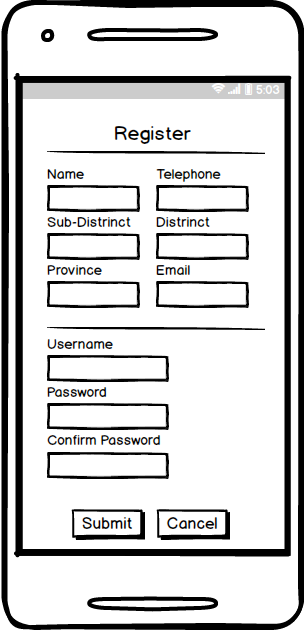 5:03
Register
Name Telephone
Sub-Distrinct Distrinct
Province Email
Username
Password
Confirm Password
Submit Cancel